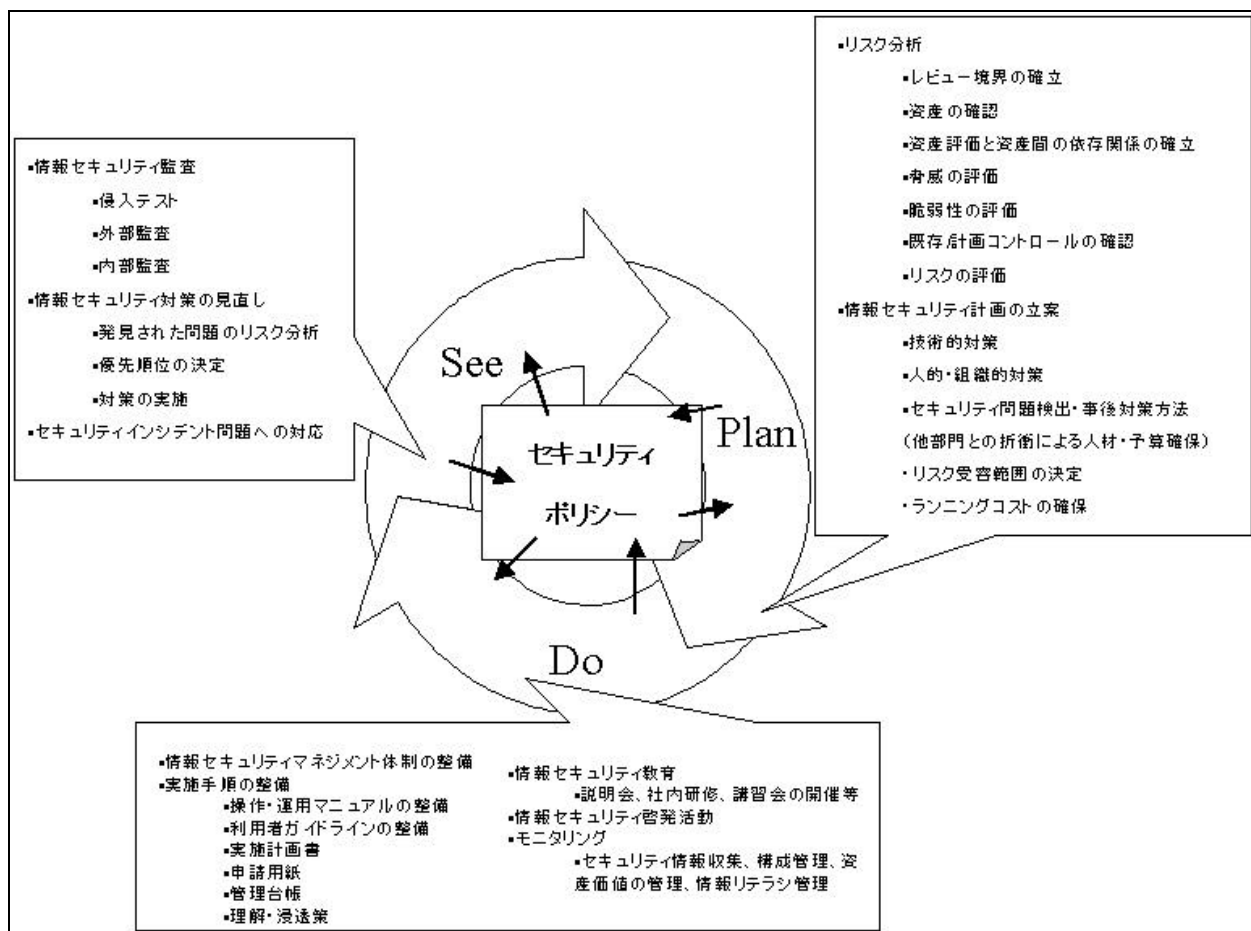 ▪リスク分析
▪レビュー境界の確立
▪資産の確認
▪資産評価と資産間の依存関係の確立
▪脅威の評価
▪脆弱性の評価
▪既存/計画コントロールの確認
▪リスクの評価
▪情報セキュリティ計画の立案
▪技術的対策
▪人的・組織的対策
▪セキュリティ問題検出・事後対策方法
(他部門との折衝による人材・予算確保)
・リスク受容範囲の決定
・ランニングコストの確保
▪情報セキュリティ監査
▪侵入テスト
▪外部監査
▪内部監査
▪情報セキュリティ対策の見直し
▪発見された問題のリスク分析
▪優先順位の決定
▪対策の実施
▪セキュリティインシデント問題への対応
See
Plan
セキュリティ
ポリシー
Do
▪情報セキュリティマネジメント体制の整備
▪実施手順の整備
▪操作・運用マニュアルの整備
▪利用者ガイドラインの整備
▪実施計画書
▪申請用紙
▪管理台帳
▪理解・浸透策
▪情報セキュリティ教育
▪説明会、社内研修、講習会の開催等
▪情報セキュリティ啓発活動
▪モニタリング
▪セキュリティ情報収集、構成管理、資
産価値の管理、情報リテラシ管理